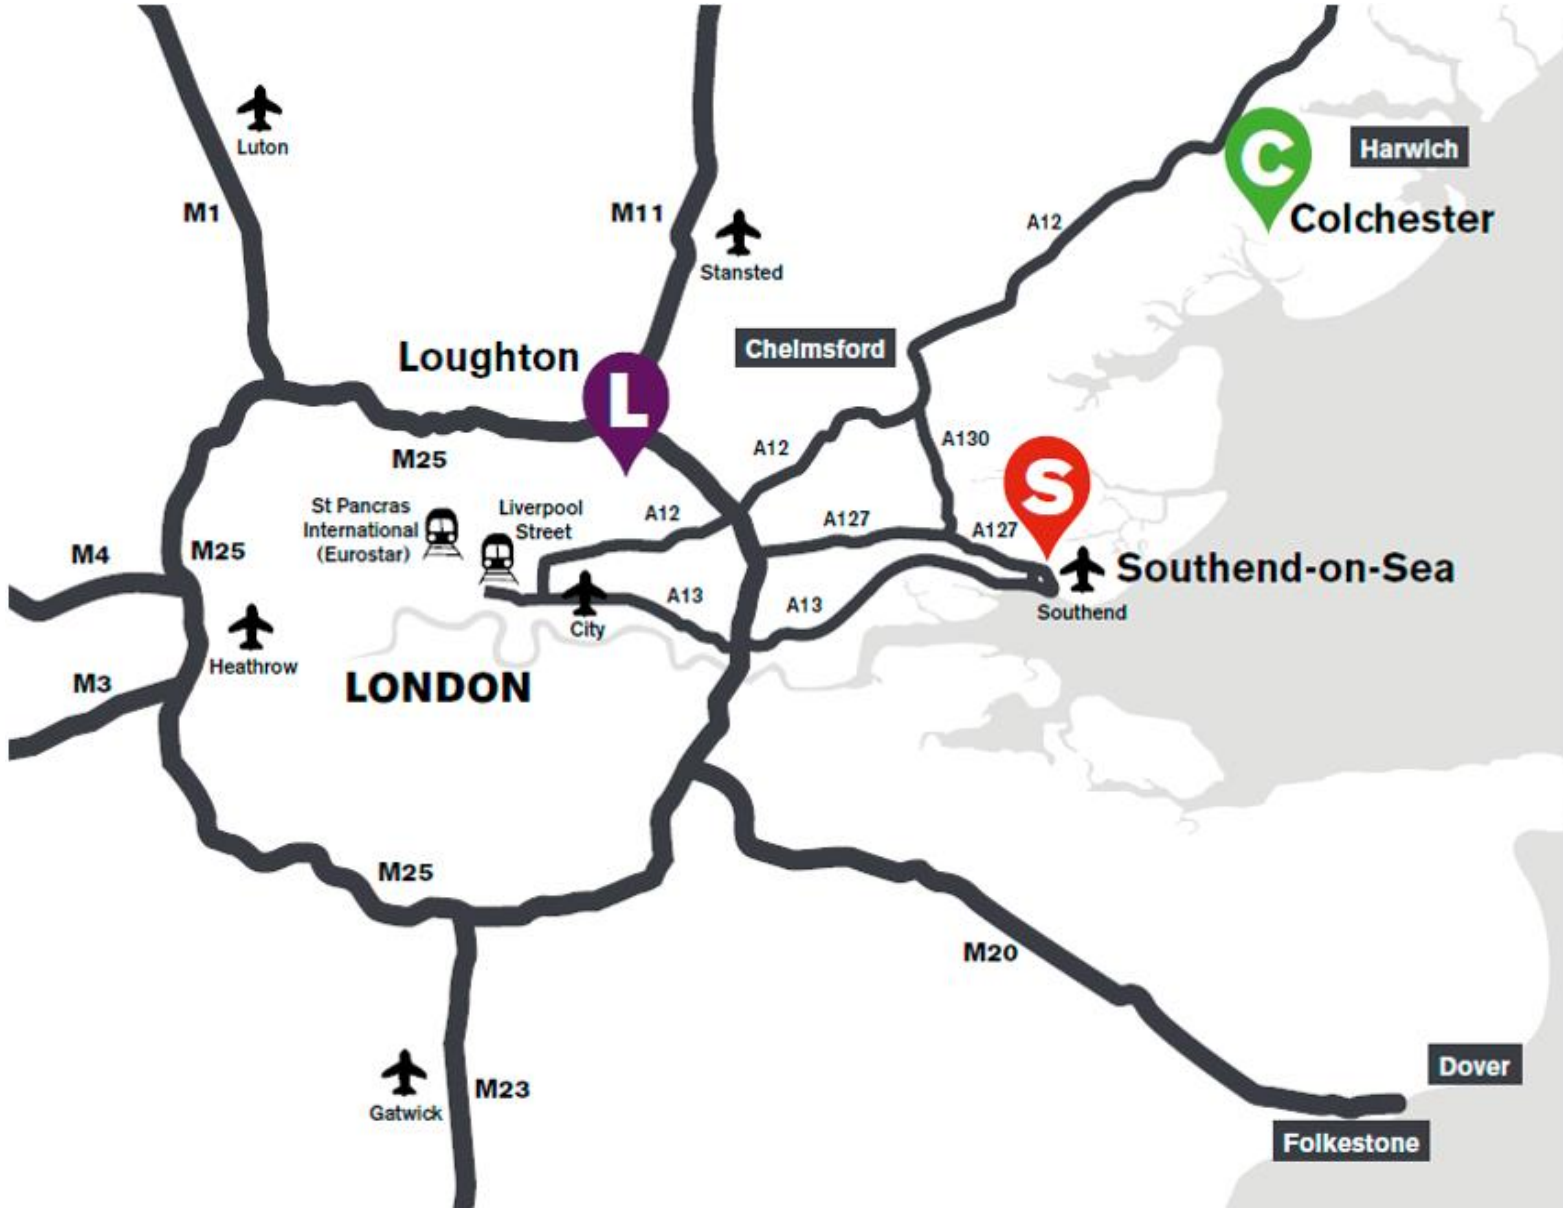 Luton
Harwich
C
M1
M11
A12
Colchester
Stansted
Chelmsford
Loughton
L
A12
A130
M25
S
St Pancras
International
(Eurostar)
Liverpool
Street
A12
A127
A127
M4
M25
Southend-on-Sea
A13
A13
Southend
City
Heathrow
M3
LONDON
M25
M20
Dover
M23
Gatwick
Folkestone